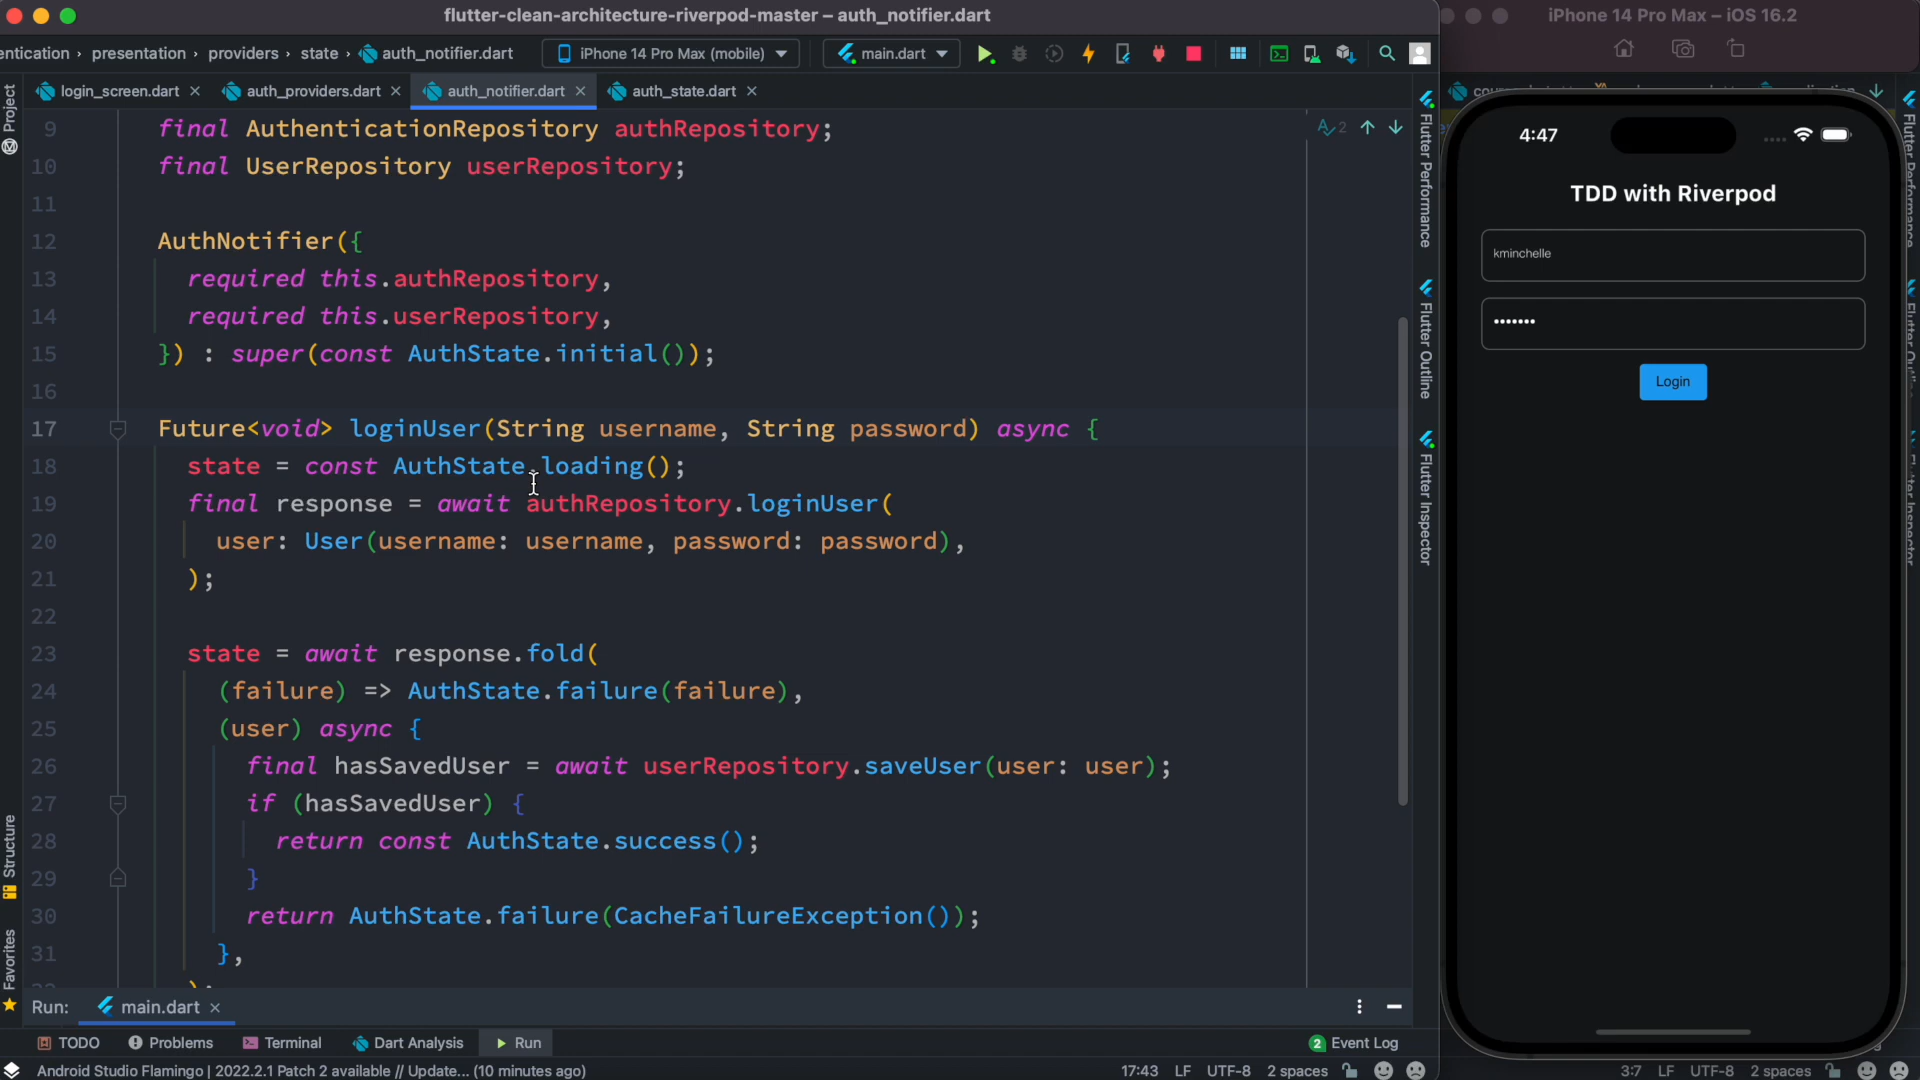 flutter-clean-architecture-riverpod-master – auth_notifier.dart
entication › presentation › providers › state › auth_notifier.dart
iPhone 14 Pro Max (mobile)
main.dart
login_screen.dart
auth_providers.dart
auth_notifier.dart
auth_state.dart
Project
Structure
Favorites
9 final AuthenticationRepository authRepository;
10 final UserRepository userRepository;
11
12 AuthNotifier({
13 required this.authRepository,
14 required this.userRepository,
15 }) : super(const AuthState.initial());
16
17 Future<void> loginUser(String username, String password) async {
18 state = const AuthState.loading();
19 final response = await authRepository.loginUser(
20 user: User(username: username, password: password),
21 );
22
23 state = await response.fold(
24 (failure) => AuthState.failure(failure),
25 (user) async {
26 final hasSavedUser = await userRepository.saveUser(user: user);
27 if (hasSavedUser) {
28 return const AuthState.success();
29 }
30 return AuthState.failure(CacheFailureException());
31 },
);
2
Flutter Performance
Flutter Outline
Flutter Inspector
Run: main.dart
TODO
Problems
Terminal
Dart Analysis
Run
2 Event Log
Android Studio Flamingo | 2022.2.1 Patch 2 available // Update... (10 minutes ago)
17:43 LF UTF-8 2 spaces
iPhone 14 Pro Max – iOS 16.2
4:47
TDD with Riverpod
kminchelle
•••••••
Login
3:7 LF UTF-8 2 spaces